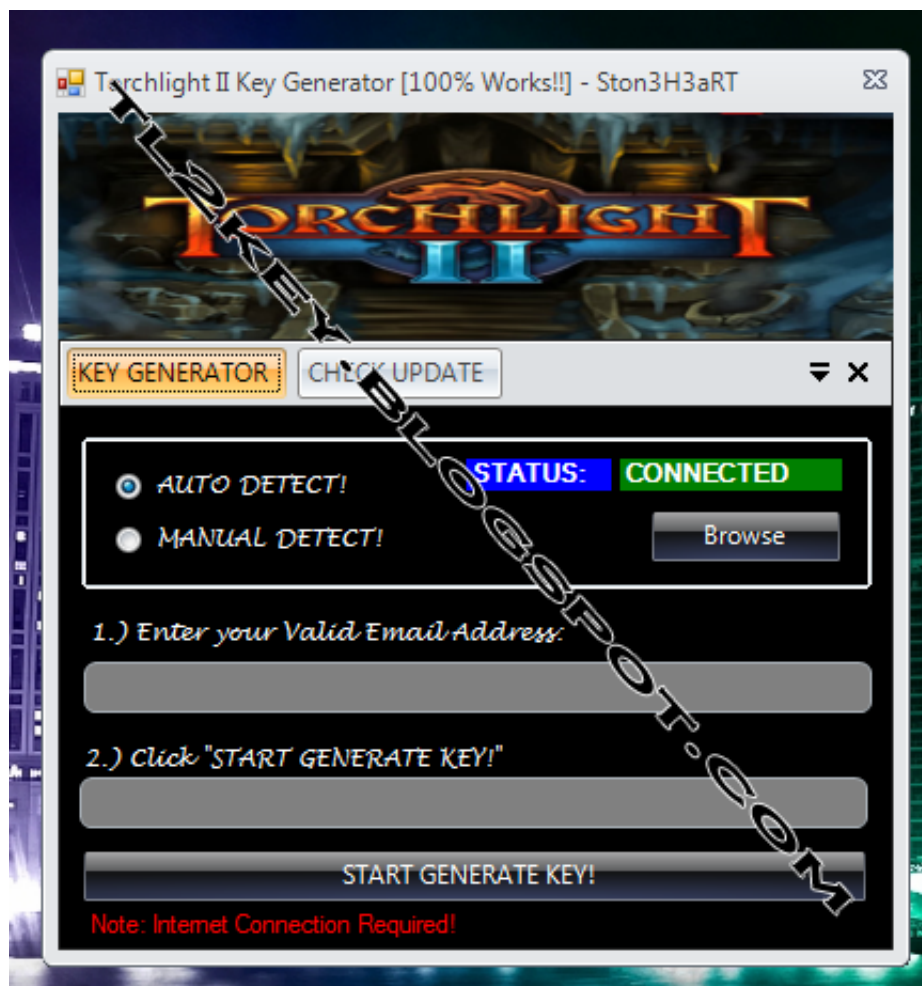 Torchlight II Key Generator [100% Works!!] - Ston3H3aRT
TORCHLIGHT
II
KEY GENERATOR
CHECK UPDATE
AUTO DETECT!
STATUS:
CONNECTED
MANUAL DETECT!
Browse
1.) Enter your Valid Email Address:
2.) Click "START GENERATE KEY!"
START GENERATE KEY!
Note: Internet Connection Required!
TL2KEY.BLOGSPOT.COM